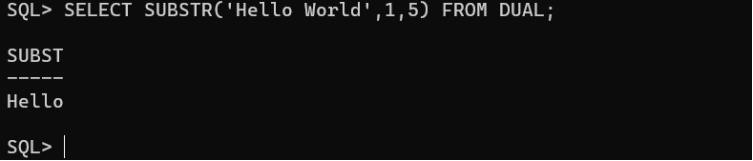 SQL> SELECT SUBSTR('Hello World',1,5) FROM DUAL;
SUBST
-----
Hello
SQL>